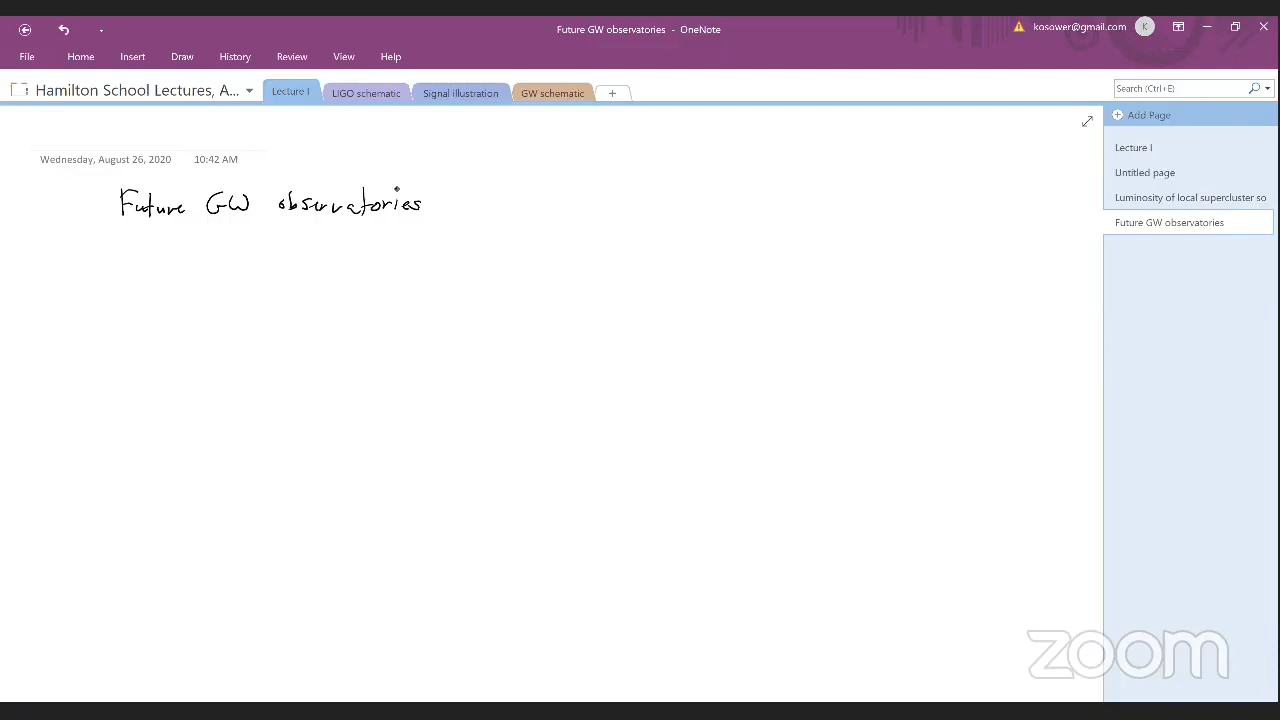 Future GW observatories - OneNote
kosower@gmail.com
K
File Home Insert Draw History Review View Help
Hamilton School Lectures, A...
Lecture I
LIGO schematic
Signal illustration
GW schematic
Search (Ctrl+E)
Add Page
Lecture I
Untitled page
Luminosity of local supercluster so
Future GW observatories
Wednesday, August 26, 2020 10:42 AM
Future GW observatories
zoom